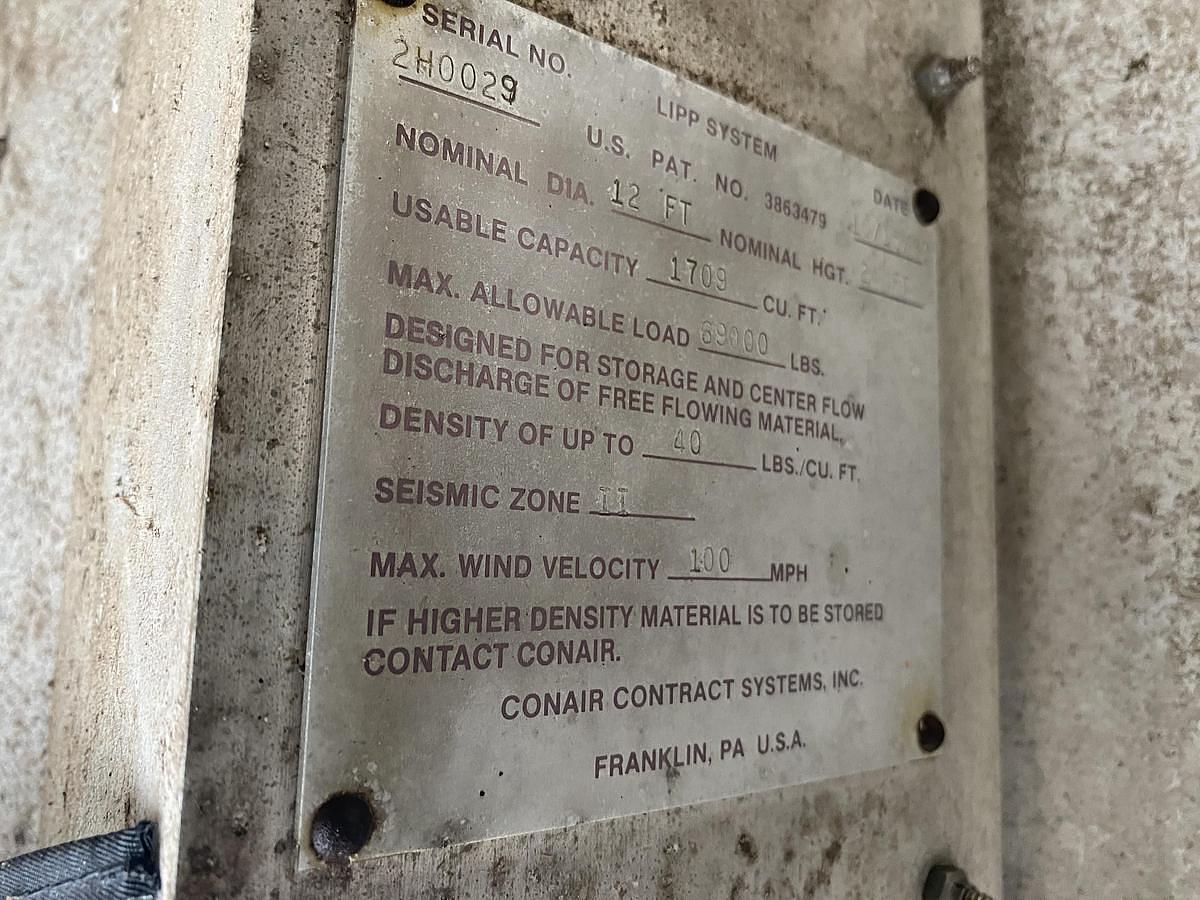 SERIAL NO.
2H0029
LIPP SYSTEM
U.S. PAT. NO. 3863479 DATE
NOMINAL DIA. 12 FT NOMINAL HGT.
USABLE CAPACITY 1709 CU. FT.
MAX. ALLOWABLE LOAD 69000 LBS.
DESIGNED FOR STORAGE AND CENTER FLOW
DISCHARGE OF FREE FLOWING MATERIAL,
DENSITY OF UP TO 40 LBS./CU. FT.
SEISMIC ZONE II
MAX. WIND VELOCITY 100 MPH
IF HIGHER DENSITY MATERIAL IS TO BE STORED
CONTACT CONAIR.
CONAIR CONTRACT SYSTEMS, INC.
FRANKLIN, PA U.S.A.